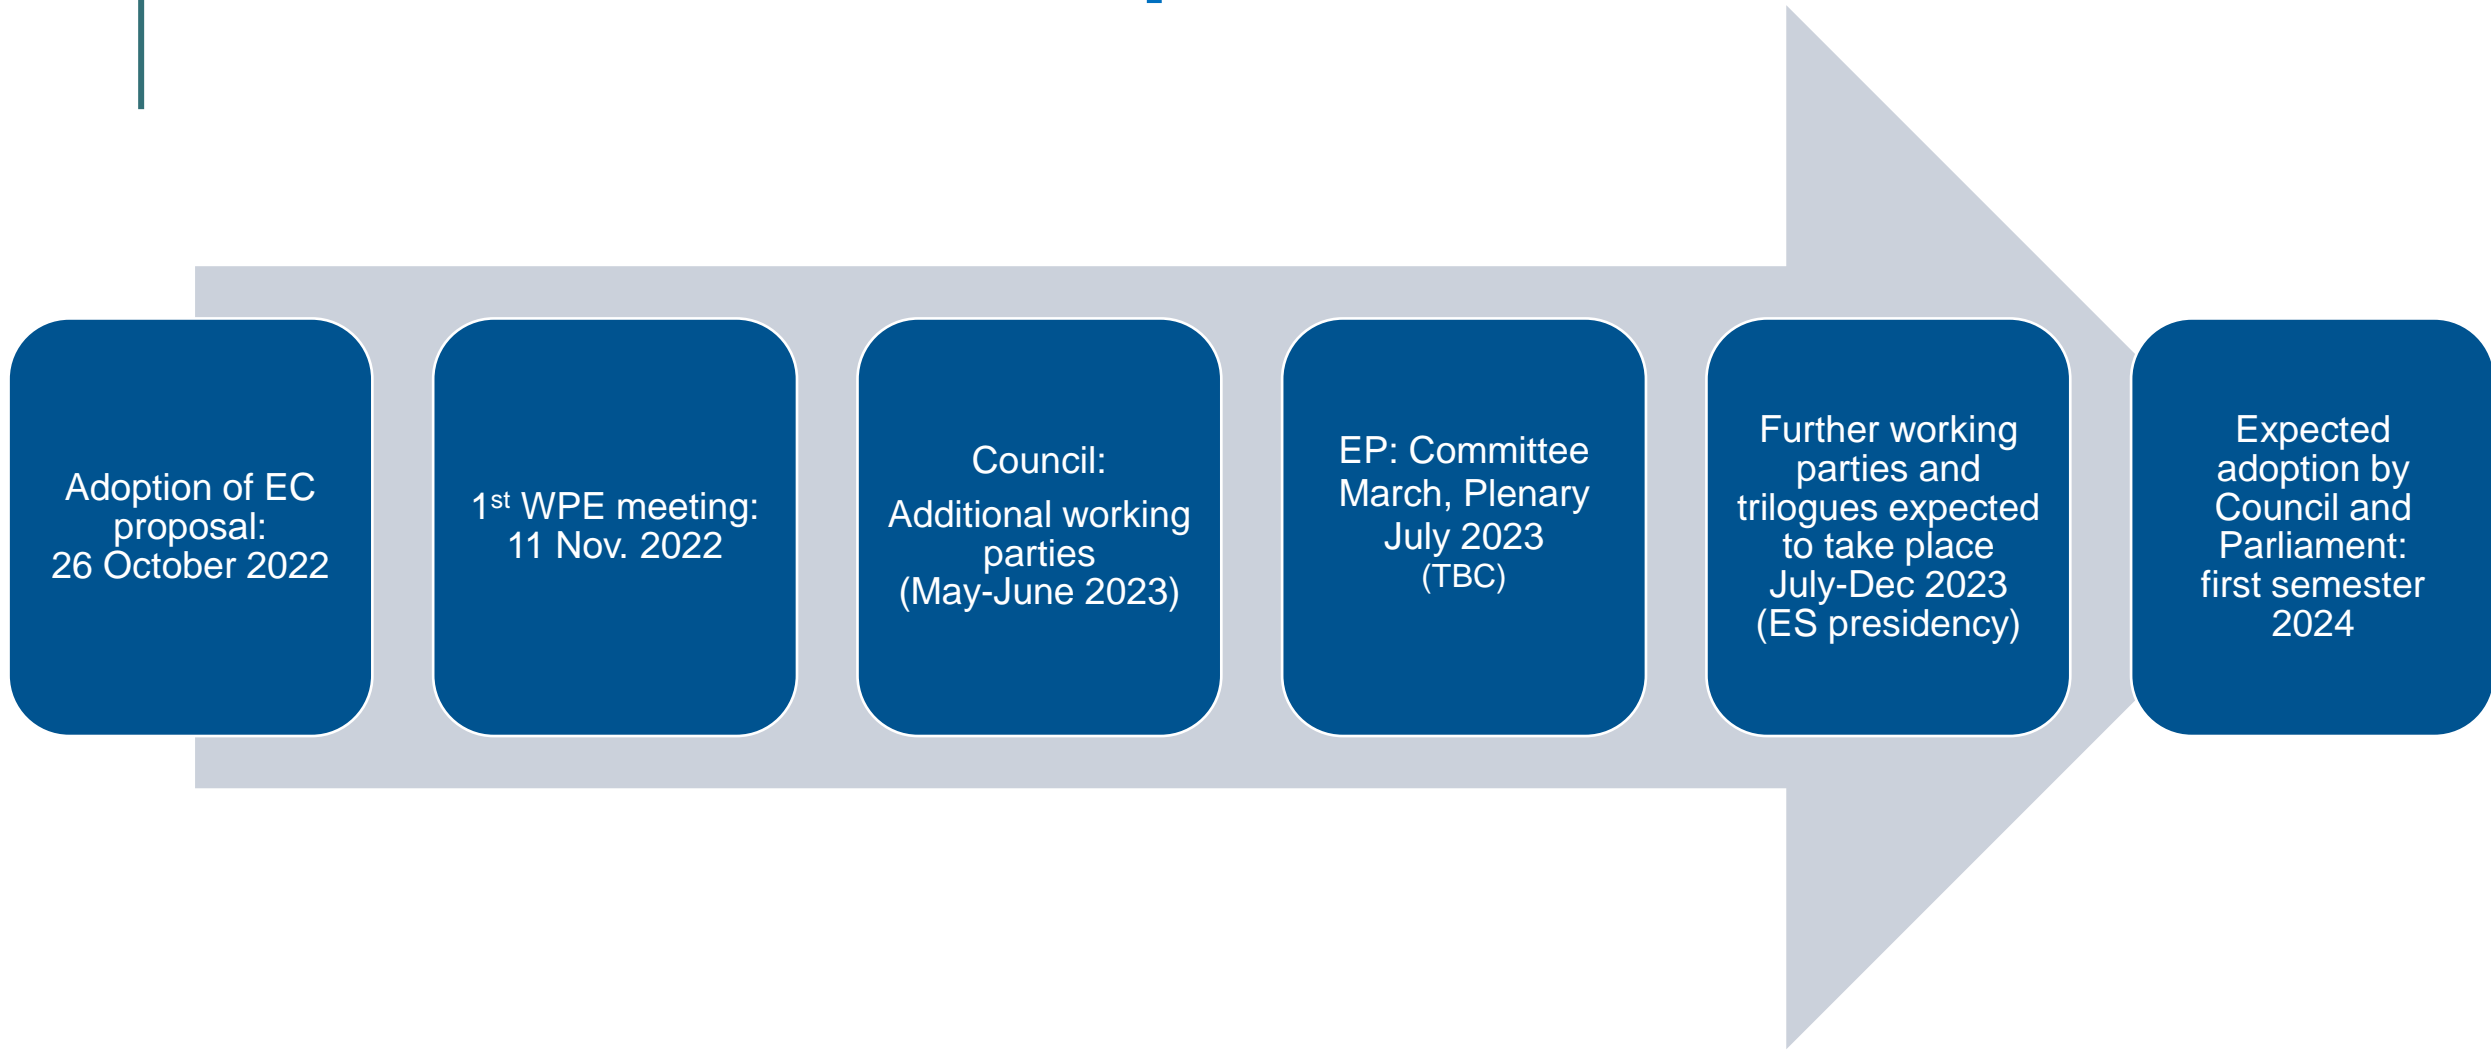 Adoption of EC
proposal:
26 October 2022
1st WPE meeting:
11 Nov. 2022
Council:
Additional working
parties
(May-June 2023)
EP: Committee
March, Plenary
July 2023
(TBC)
Further working
parties and
trilogues expected
to take place
July-Dec 2023
(ES presidency)
Expected
adoption by
Council and
Parliament:
first semester
2024